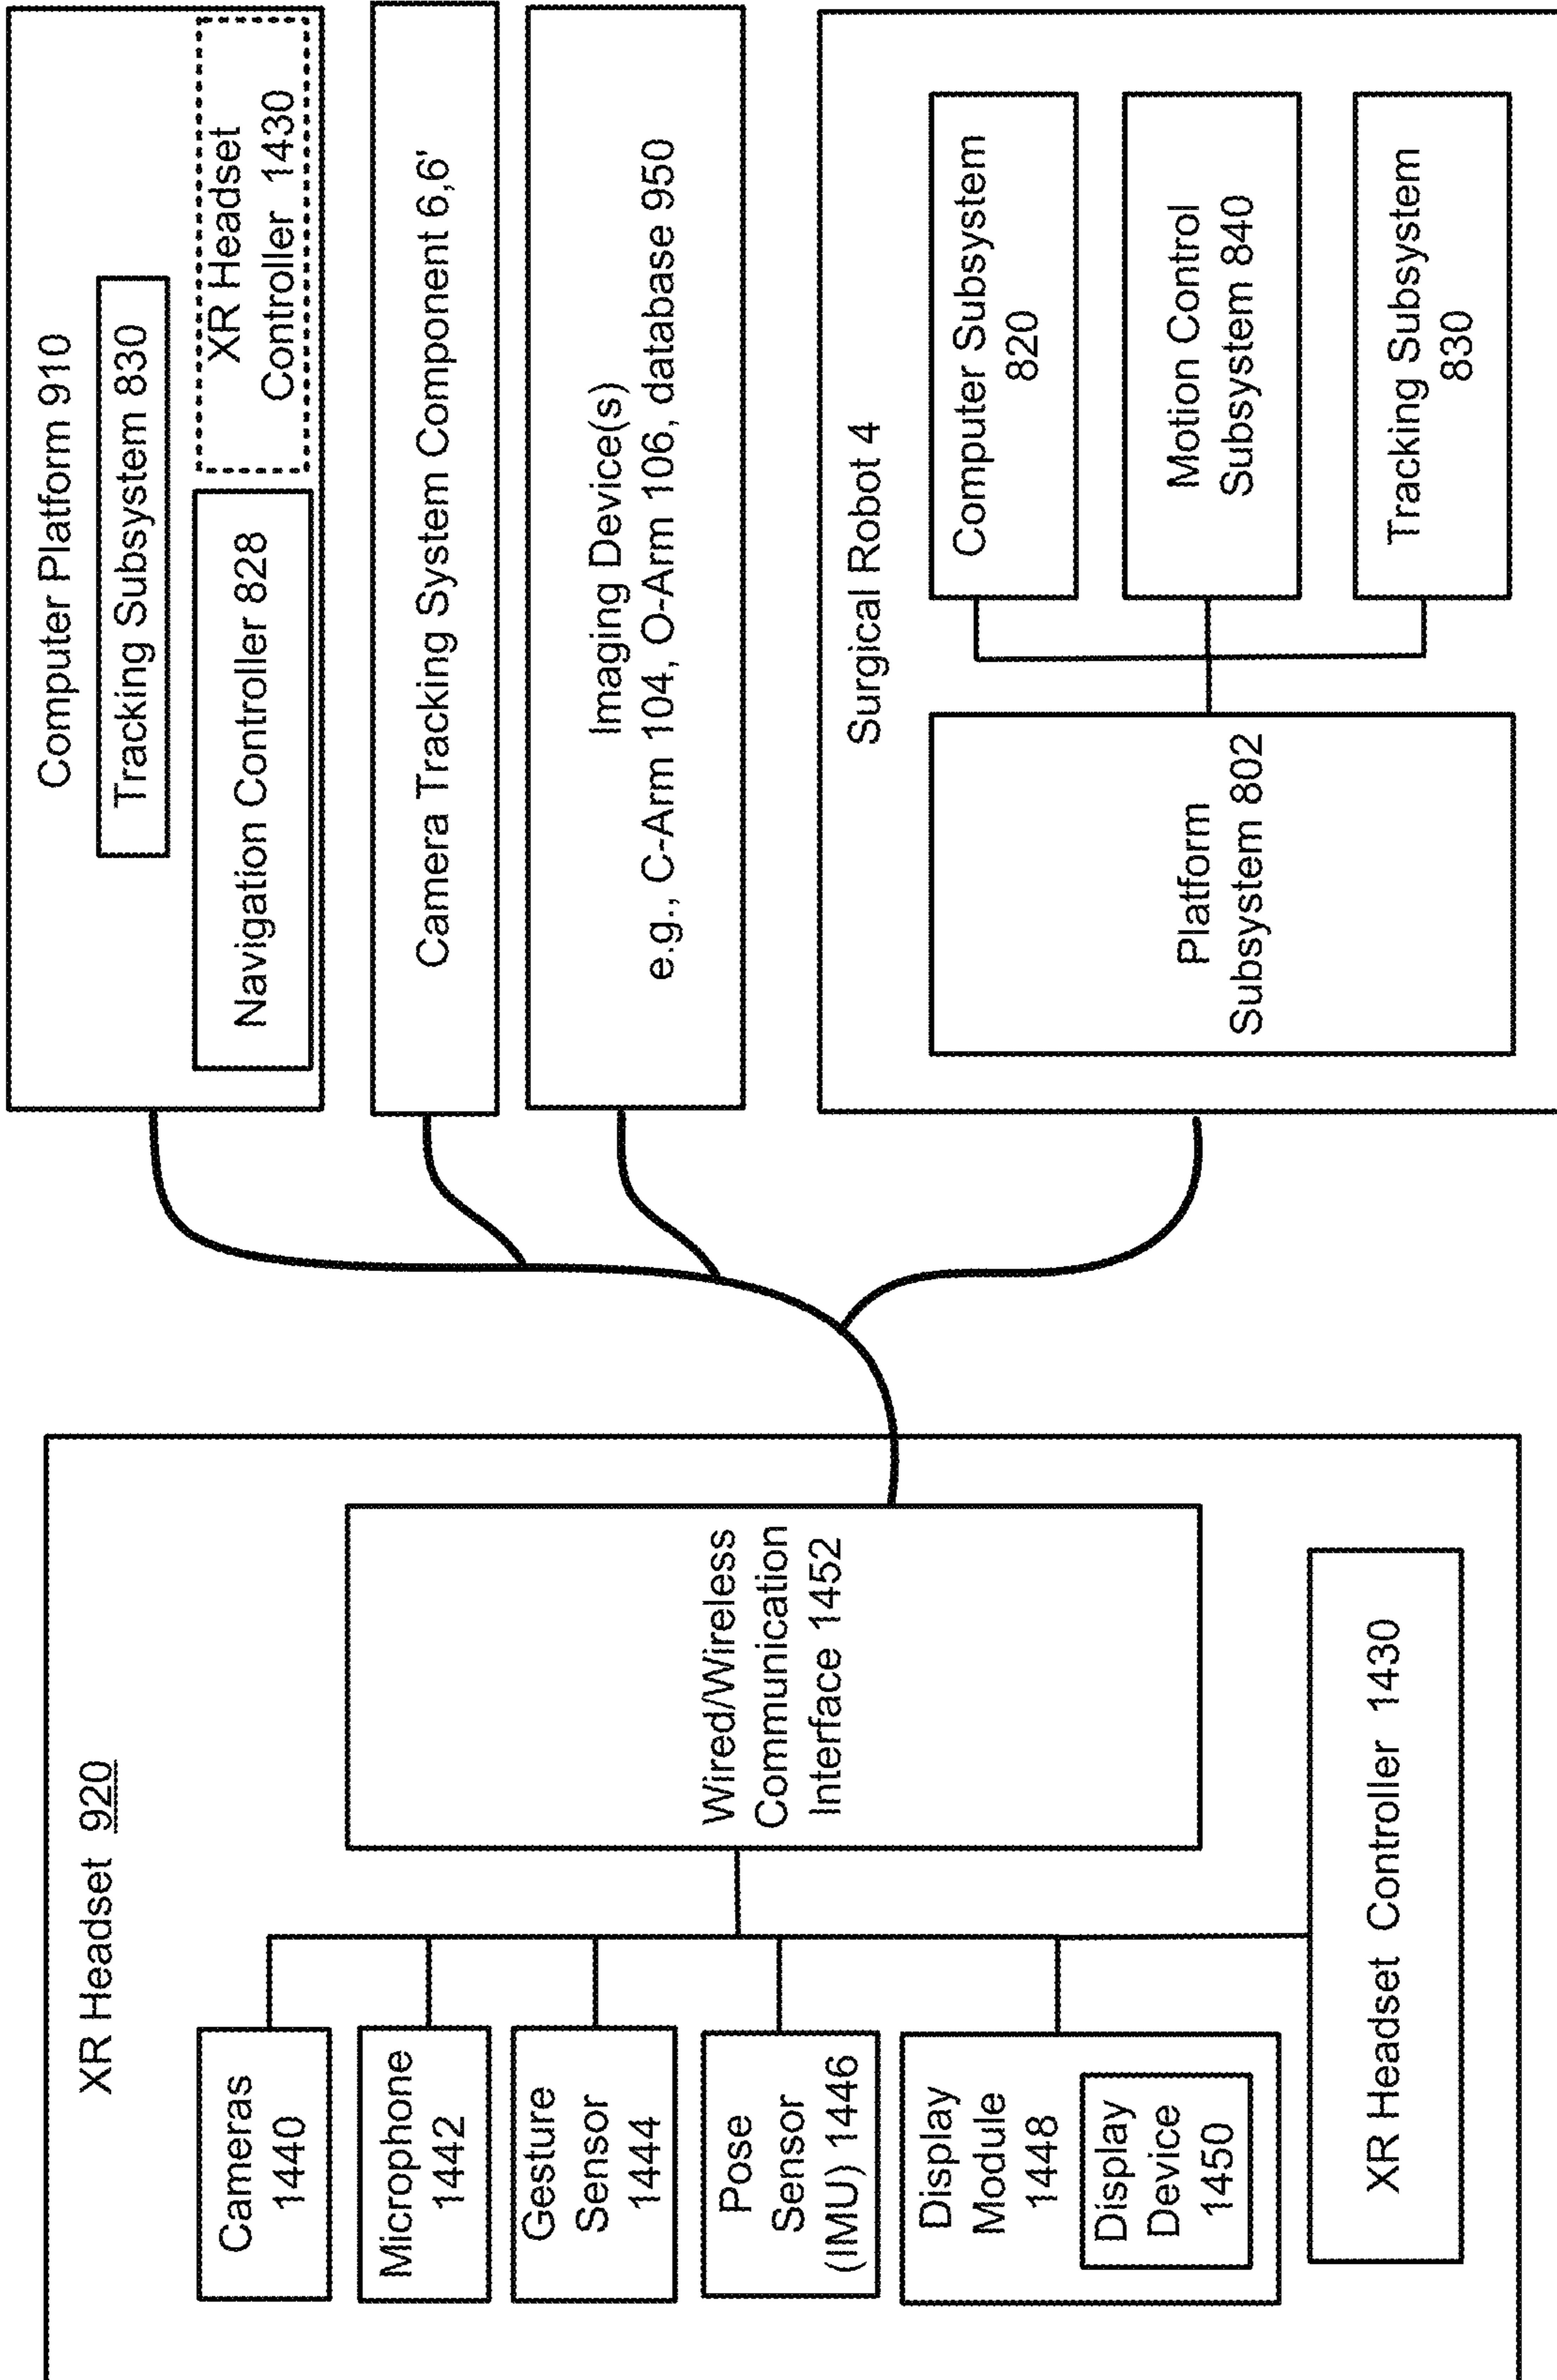 XR Headset 920
Cameras
1440
Microphone
1442
Gesture
Sensor
1444
Pose
Sensor
(IMU) 1446
Display
Module
1448
Display
Device
1450
Wired/Wireless
Communication
Interface 1452
XR Headset Controller 1430
Computer Platform 910
Tracking Subsystem 830
Navigation Controller 828
XR Headset
Controller 1430
Camera Tracking System Component 6,6'
Imaging Device(s)
e.g., C-Arm 104, O-Arm 106, database 950
Surgical Robot 4
Platform
Subsystem 802
Computer Subsystem
820
Motion Control
Subsystem 840
Tracking Subsystem
830